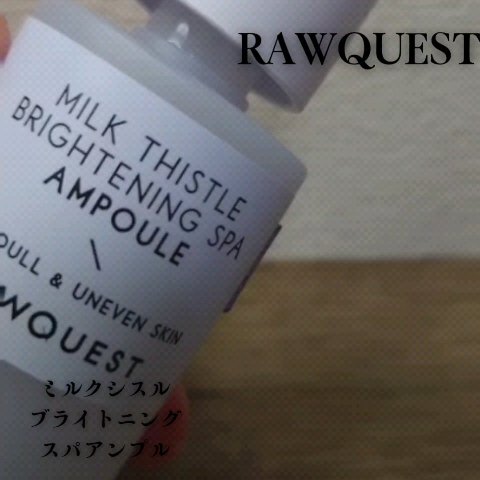 RAWQUEST
MILK THISTLE
BRIGHTENING SPA
AMPOULE
\
DULL & UNEVEN SKIN
WQUEST
ミルクシスル
ブライトニング
スパアンプル